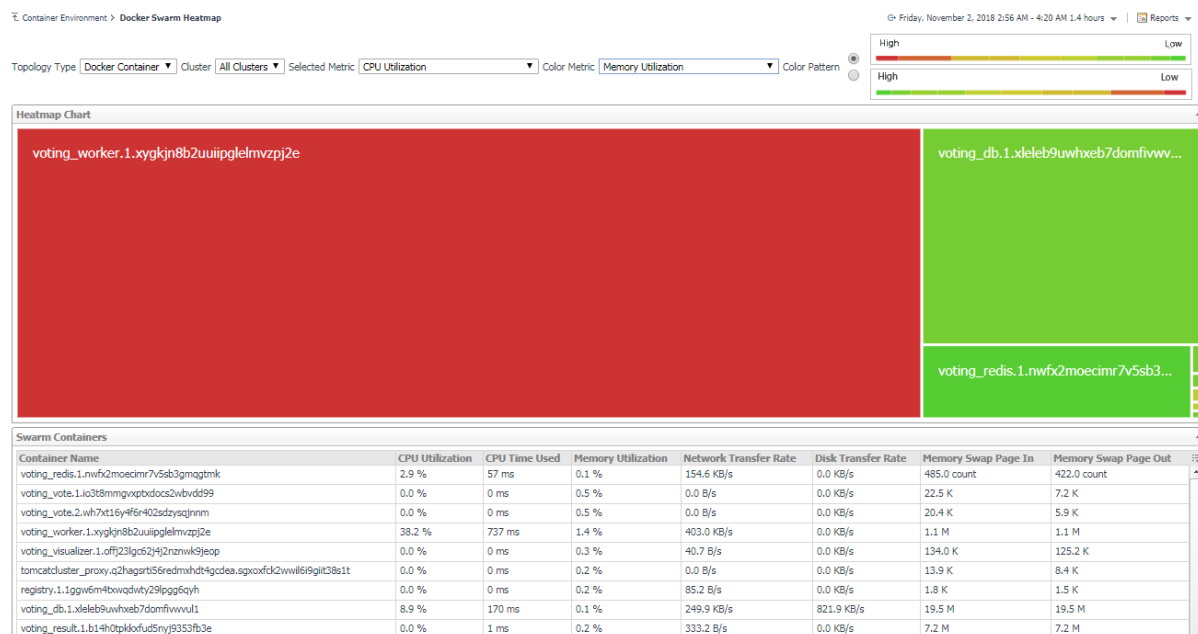 Container Environment > Docker Swarm Heatmap
Friday, November 2, 2018 2:56 AM - 4:20 AM 1.4 hours
Reports
Topology Type Docker Container Cluster All Clusters Selected Metric CPU Utilization Color Metric Memory Utilization Color Pattern
High Low
High Low
Heatmap Chart
voting_worker.1.xygkjn8b2uuiipglelmvzpj2e
voting_db.1.xleleb9uwhxeb7domfivwv...
voting_redis.1.nwfx2moecimr7v5sb3...
Swarm Containers
Container Name CPU Utilization CPU Time Used Memory Utilization Network Transfer Rate Disk Transfer Rate Memory Swap Page In Memory Swap Page Out
voting_redis.1.nwfx2moecimr7v5sb3gmqgtmk 2.9 % 57 ms 0.1 % 154.6 KB/s 0.0 KB/s 485.0 count 422.0 count
voting_vote.1.io3t8mmgvxptxdocs2wbvdd99 0.0 % 0 ms 0.5 % 0.0 B/s 0.0 KB/s 22.5 K 7.2 K
voting_vote.2.wh7xt16y4f6r402sdzysqjnnm 0.0 % 0 ms 0.5 % 0.0 B/s 0.0 KB/s 20.4 K 5.9 K
voting_worker.1.xygkjn8b2uuiipglelmvzpj2e 38.2 % 737 ms 1.4 % 403.0 KB/s 0.0 KB/s 1.1 M 1.1 M
voting_visualizer.1.offj23lgc62j4j2nznwk9jeop 0.0 % 0 ms 0.3 % 40.7 B/s 0.0 KB/s 134.0 K 125.2 K
tomcatcluster_proxy.q2hagsrti56redmxhdt4gcdea.sgxoxfck2wwil6i9giit38s1t 0.0 % 0 ms 0.2 % 0.0 B/s 0.0 KB/s 13.9 K 8.4 K
registry.1.1ggw6m4txwqdwty29lpgg6qyh 0.0 % 0 ms 0.2 % 85.2 B/s 0.0 KB/s 1.8 K 1.5 K
voting_db.1.xleleb9uwhxeb7domfivwvul1 8.9 % 170 ms 0.1 % 249.9 KB/s 821.9 KB/s 19.5 M 19.5 M
voting_result.1.b14h0tpkkxfud5nyj9353fb3e 0.0 % 1 ms 0.2 % 333.2 B/s 0.0 KB/s 7.2 M 7.2 M